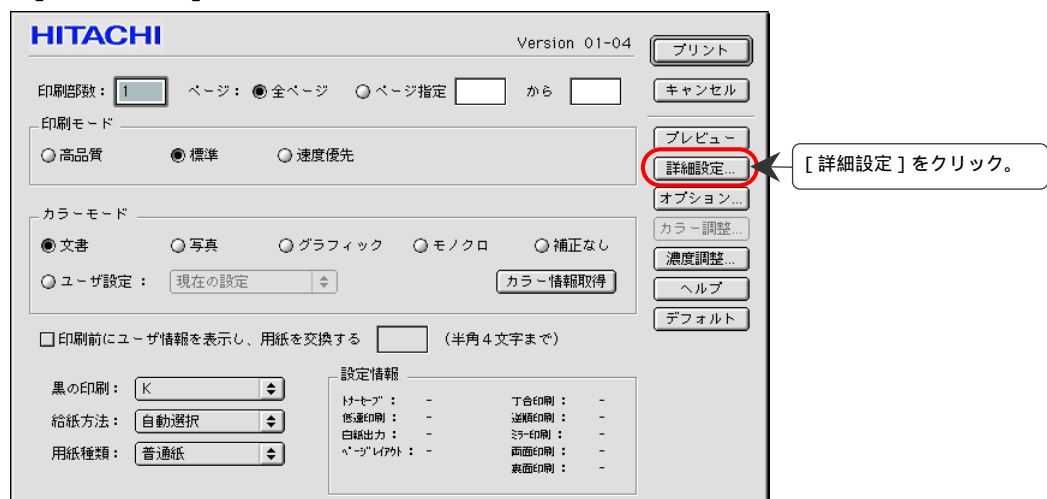 HITACHI
Version 01-04
プリント
印刷部数： 1 ページ： 全ページ ページ指定 から
キャンセル
印刷モード
高品質 標準 速度優先
プレビュー
詳細設定...
［詳細設定］をクリック。
オプション...
カラーモード
文書 写真 グラフィック モノクロ 補正なし
カラー調整...
濃度調整...
ユーザ設定： 現在の設定 カラー情報取得
ヘルプ
デフォルト
印刷前にユーザ情報を表示し、用紙を交換する （半角４文字まで）
黒の印刷： K
給紙方法： 自動選択
用紙種類： 普通紙
設定情報
ﾄﾅｰｾｰﾌﾞ： - 丁合印刷： -
低速印刷： - 逆順印刷： -
白紙出力： - ﾐﾗｰ印刷： -
ﾍﾟｰｼﾞﾚｲｱｳﾄ： - 両面印刷： -
裏面印刷： -